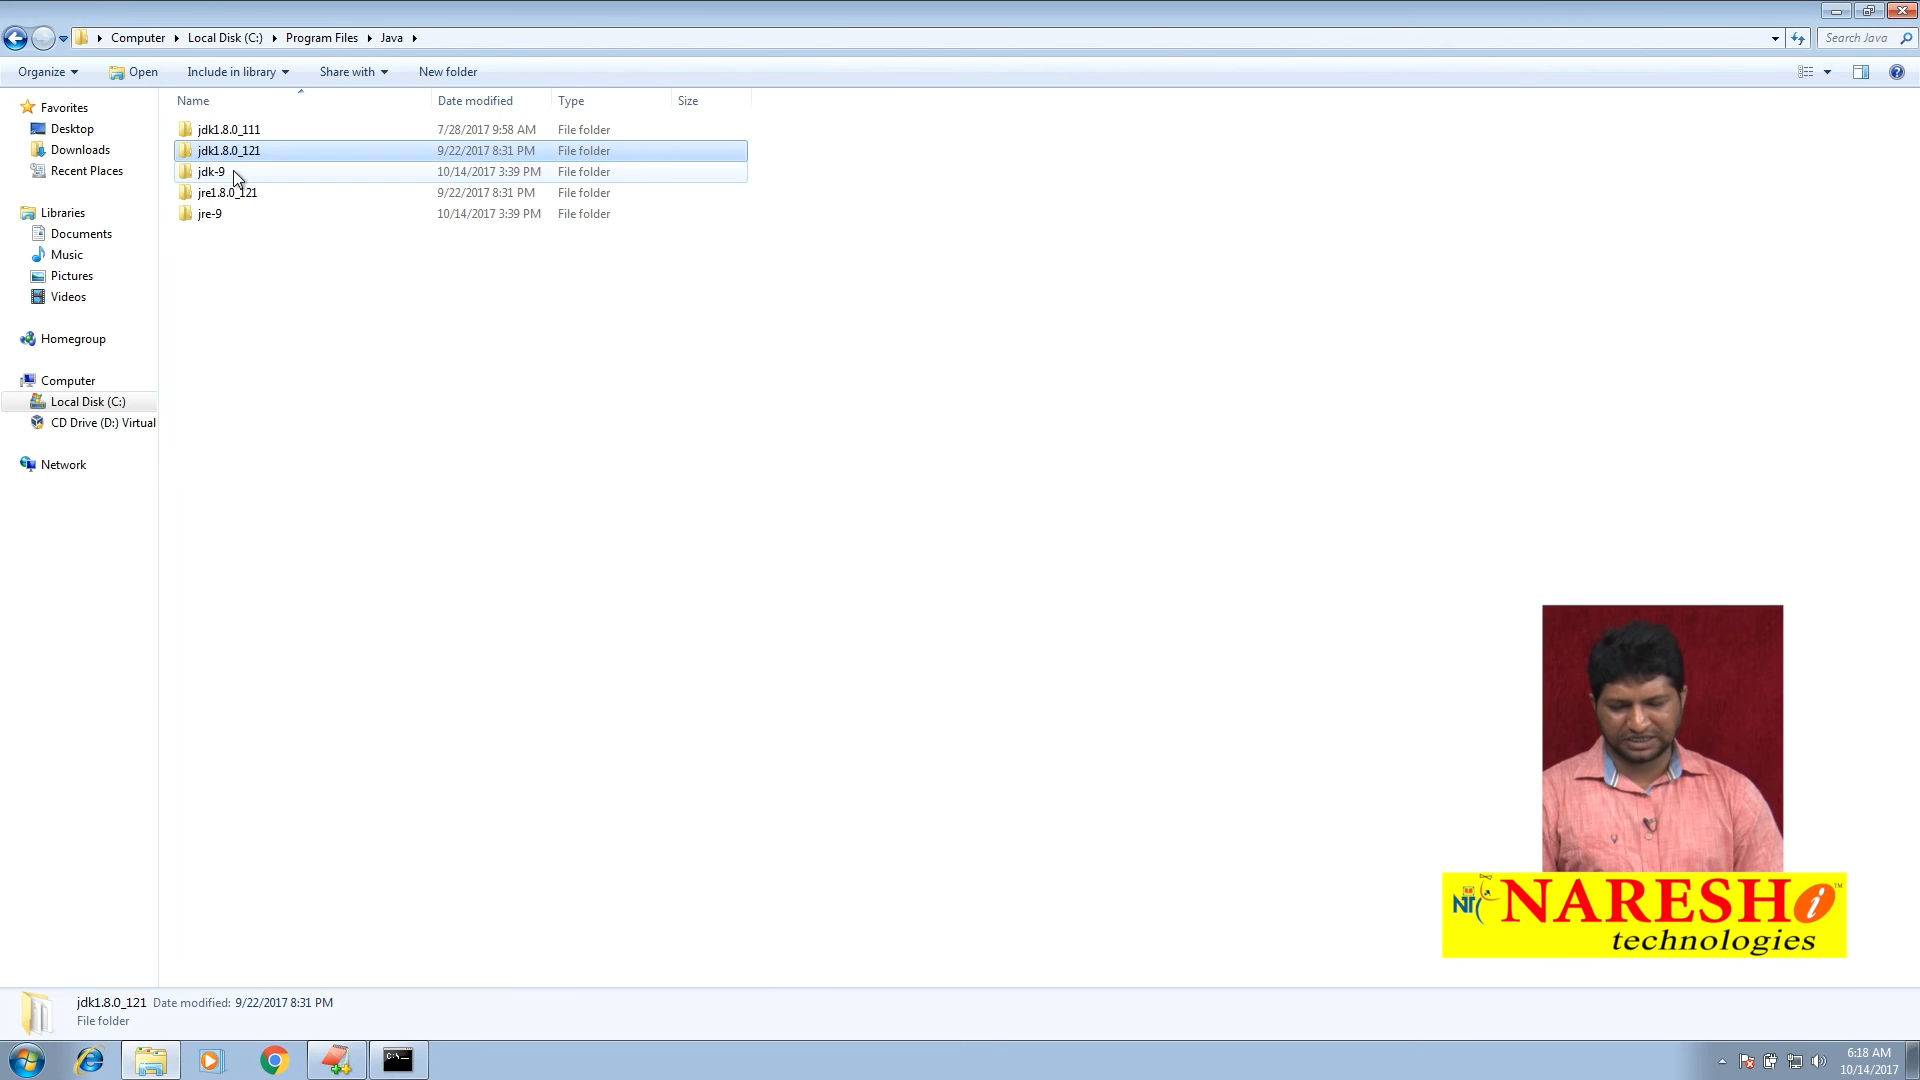 Computer Local Disk (C:) Program Files Java
Search Java
Organize Open Include in library Share with New folder
Name Date modified Type Size
Favorites
Desktop
Downloads
Recent Places
Libraries
Documents
Music
Pictures
Videos
Homegroup
Computer
Local Disk (C:)
CD Drive (D:) Virtual
Network
jdk1.8.0_111 7/28/2017 9:58 AM File folder
jdk1.8.0_121 9/22/2017 8:31 PM File folder
jdk-9 10/14/2017 3:39 PM File folder
jre1.8.0_121 9/22/2017 8:31 PM File folder
jre-9 10/14/2017 3:39 PM File folder
NARESH i ™
technologies
jdk1.8.0_121 Date modified: 9/22/2017 8:31 PM
File folder
C:\
6:18 AM
10/14/2017